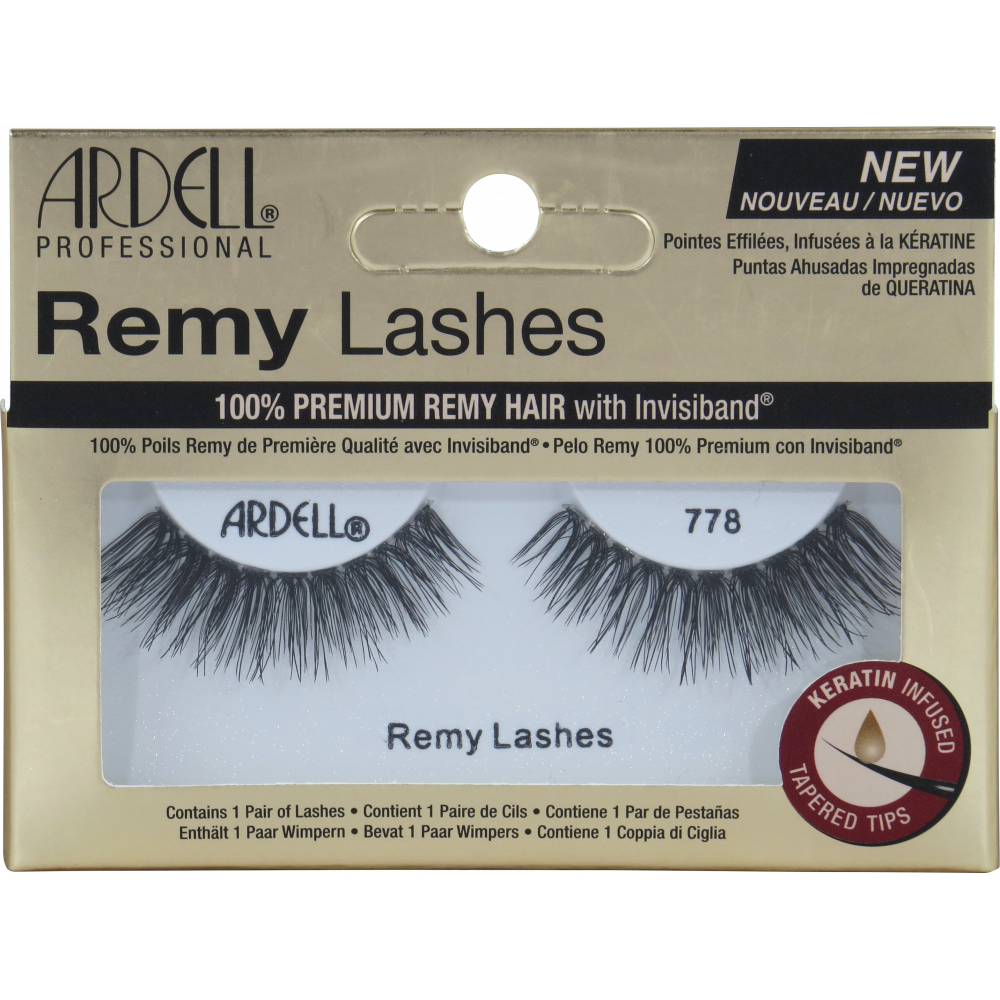 ARDELL®
PROFESSIONAL
NEW
NOUVEAU / NUEVO
Pointes Effilées, Infusées à la KÉRATINE
Puntas Ahusadas Impregnadas
de QUERATINA
Remy Lashes
100% PREMIUM REMY HAIR with Invisiband®
100% Poils Remy de Première Qualité avec Invisiband® • Pelo Remy 100% Premium con Invisiband®
ARDELL®
778
Remy Lashes
KERATIN INFUSED
TAPERED TIPS
Contains 1 Pair of Lashes • Contient 1 Paire de Cils • Contiene 1 Par de Pestañas
Enthält 1 Paar Wimpern • Bevat 1 Paar Wimpers • Contiene 1 Coppia di Ciglia